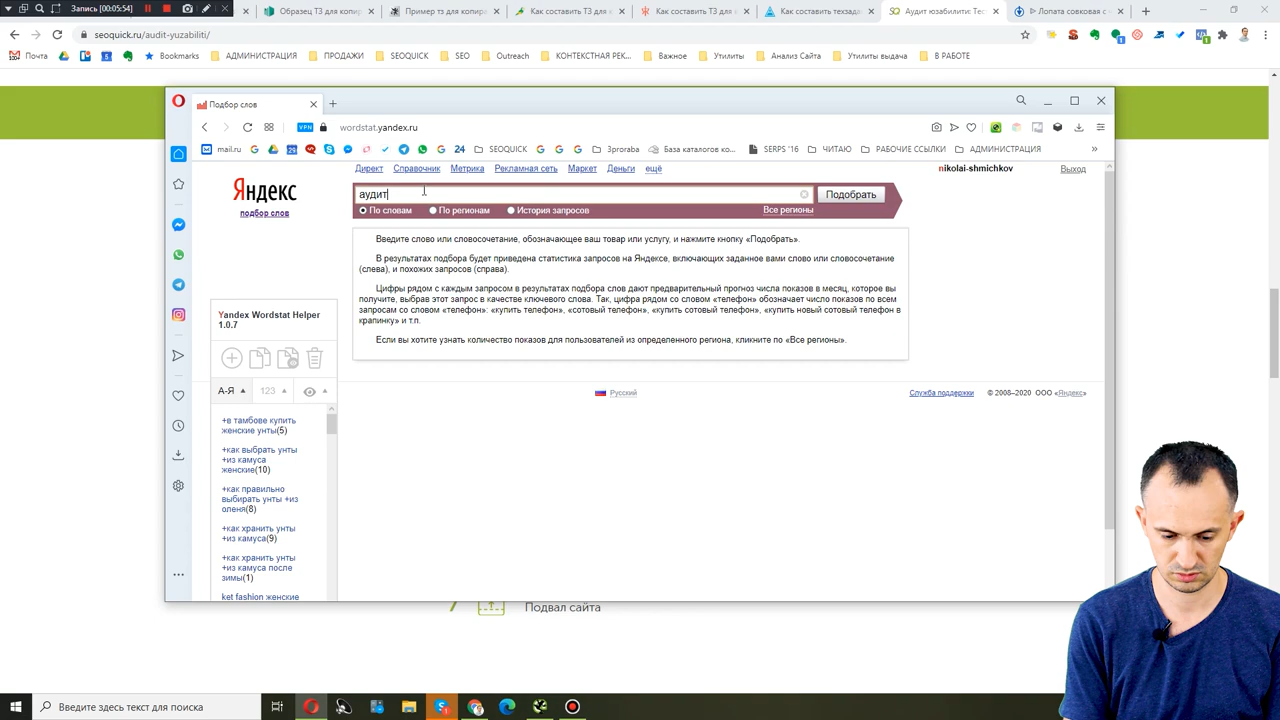 Запись [00:05:54]
Образец ТЗ для копир
Пример тз для копира
Как составить ТЗ для к
Как составить ТЗ для к
Как составить техзада
Аудит юзабилити: Тес
Лопата совковая –
seoquick.ru/audit-yuzabiliti/
Почта
Bookmarks
АДМИНИСТРАЦИЯ
ПРОДАЖИ
SEOQUICK
SEO
Outreach
КОНТЕКСТНАЯ РЕК...
Важное
Утилиты
Анализ Сайта
Утилиты выдача
В РАБОТЕ
Подбор слов
VPN
wordstat.yandex.ru
mail.ru
24
SEOQUICK
3proraba
База каталогов ко...
SERPS '16
ЧИТАЮ
РАБОЧИЕ ССЫЛКИ
АДМИНИСТРАЦИЯ
Директ Справочник Метрика Рекламная сеть Маркет Деньги ещё
nikolai-shmichkov
Выход
Яндекс
подбор слов
аудит
Подобрать
По словам По регионам История запросов
Все регионы
Введите слово или словосочетание, обозначающее ваш товар или услугу, и нажмите кнопку «Подобрать».
В результатах подбора будет приведена статистика запросов на Яндексе, включающих заданное вами слово или словосочетание
(слева), и похожих запросов (справа).
Цифры рядом с каждым запросом в результатах подбора слов дают предварительный прогноз числа показов в месяц, которое вы
получите, выбрав этот запрос в качестве ключевого слова. Так, цифра рядом со словом «телефон» обозначает число показов по всем
запросам со словом «телефон»: «купить телефон», «сотовый телефон», «купить сотовый телефон», «купить новый сотовый телефон в
крапинку» и т.п.
Если вы хотите узнать количество показов для пользователей из определенного региона, кликните по «Все регионы».
Yandex Wordstat Helper
1.0.7
А-Я
123
+в тамбове купить
женские унты(5)
+как выбрать унты
+из камуса
женские(10)
+как правильно
выбирать унты +из
оленя(8)
+как хранить унты
+из камуса(9)
+как хранить унты
+из камуса после
зимы(1)
ket fashion женские
Русский
Служба поддержки
© 2008–2020 ООО «Яндекс»
Подвал сайта
Введите здесь текст для поиска